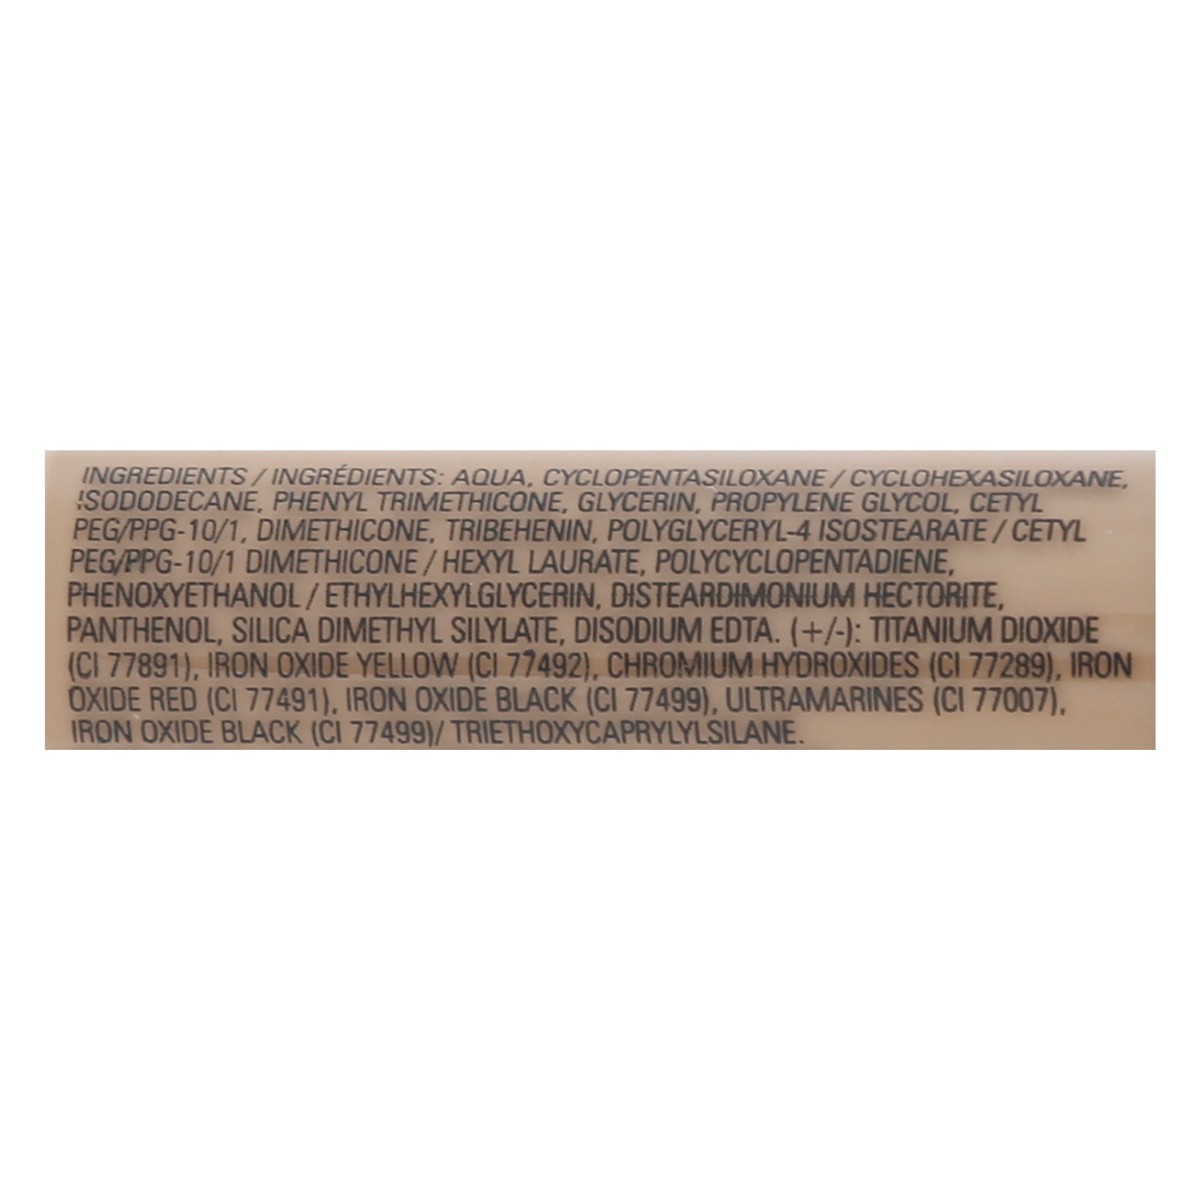 INGREDIENTS / INGRÉDIENTS: AQUA, CYCLOPENTASILOXANE / CYCLOHEXASILOXANE,
ISODODECANE, PHENYL TRIMETHICONE, GLYCERIN, PROPYLENE GLYCOL, CETYL
PEG/PPG-10/1, DIMETHICONE, TRIBEHENIN, POLYGLYCERYL-4 ISOSTEARATE / CETYL
PEG/PPG-10/1 DIMETHICONE / HEXYL LAURATE, POLYCYCLOPENTADIENE,
PHENOXYETHANOL / ETHYLHEXYLGLYCERIN, DISTEARDIMONIUM HECTORITE,
PANTHENOL, SILICA DIMETHYL SILYLATE, DISODIUM EDTA. (+/-): TITANIUM DIOXIDE
(CI 77891), IRON OXIDE YELLOW (CI 77492), CHROMIUM HYDROXIDES (CI 77289), IRON
OXIDE RED (CI 77491), IRON OXIDE BLACK (CI 77499), ULTRAMARINES (CI 77007),
IRON OXIDE BLACK (CI 77499)/ TRIETHOXYCAPRYLYLSILANE.